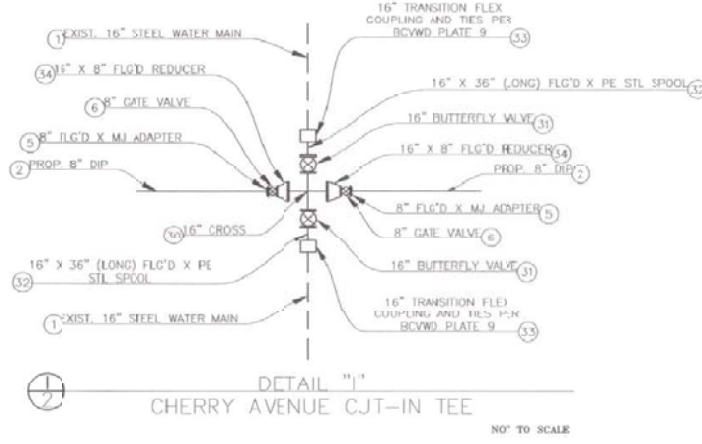 16" TRANSITION FLEX
COUPLING AND TIES PER
BCVWD PLATE 9
33
1
EXIST. 16" STEEL WATER MAIN
34
16" X 8" FLG'D REDUCER
16" X 36" (LONG) FLG'D X PE STL SPOOL
32
6
8" GATE VALVE
16" BUTTERFLY VALVE
31
5
8" FLG'D X MJ ADAPTER
16" X 8" FLG'D REDUCER
34
2
PROP. 8" DIP
PROP. 8" DIP
2
8" FLG'D X MJ ADAPTER
5
30
16" CROSS
8" GATE VALVE
6
16" X 36" (LONG) FLG'D X PE
STL SPOOL
32
16" BUTTERFLY VALVE
31
16" TRANSITION FLEX
COUPLING AND TIES PER
BCVWD PLATE 9
33
1
EXIST. 16" STEEL WATER MAIN
1
2
DETAIL "1"
CHERRY AVENUE CUT-IN TEE
NOT TO SCALE